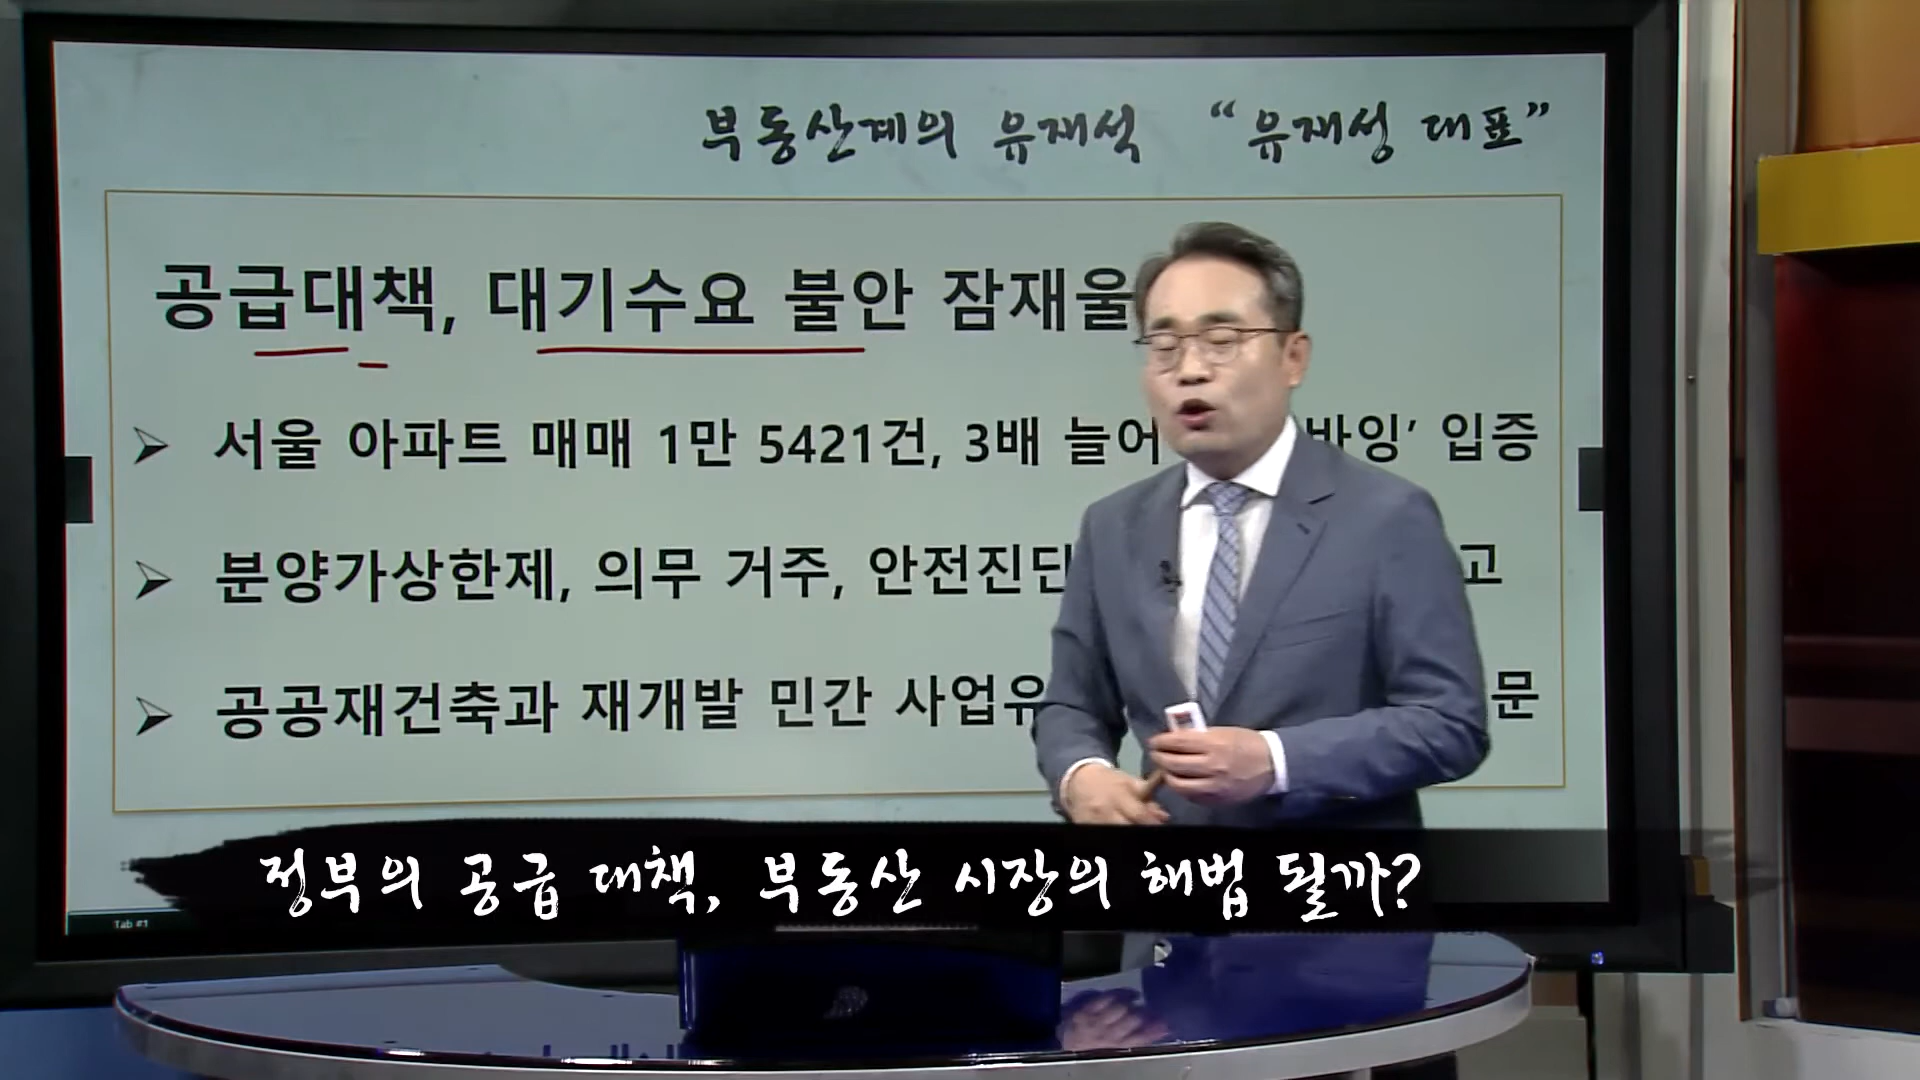 부동산계의 유재석 “유재성 대표”
공급대책, 대기수요 불안 잠재울
서울 아파트 매매 1만 5421건, 3배 늘어 바잉’ 입증
분양가상한제, 의무 거주, 안전진단 고
공공재건축과 재개발 민간 사업유 문
정부의 공급 대책, 부동산 시장의 해법 될까?
Tab #1